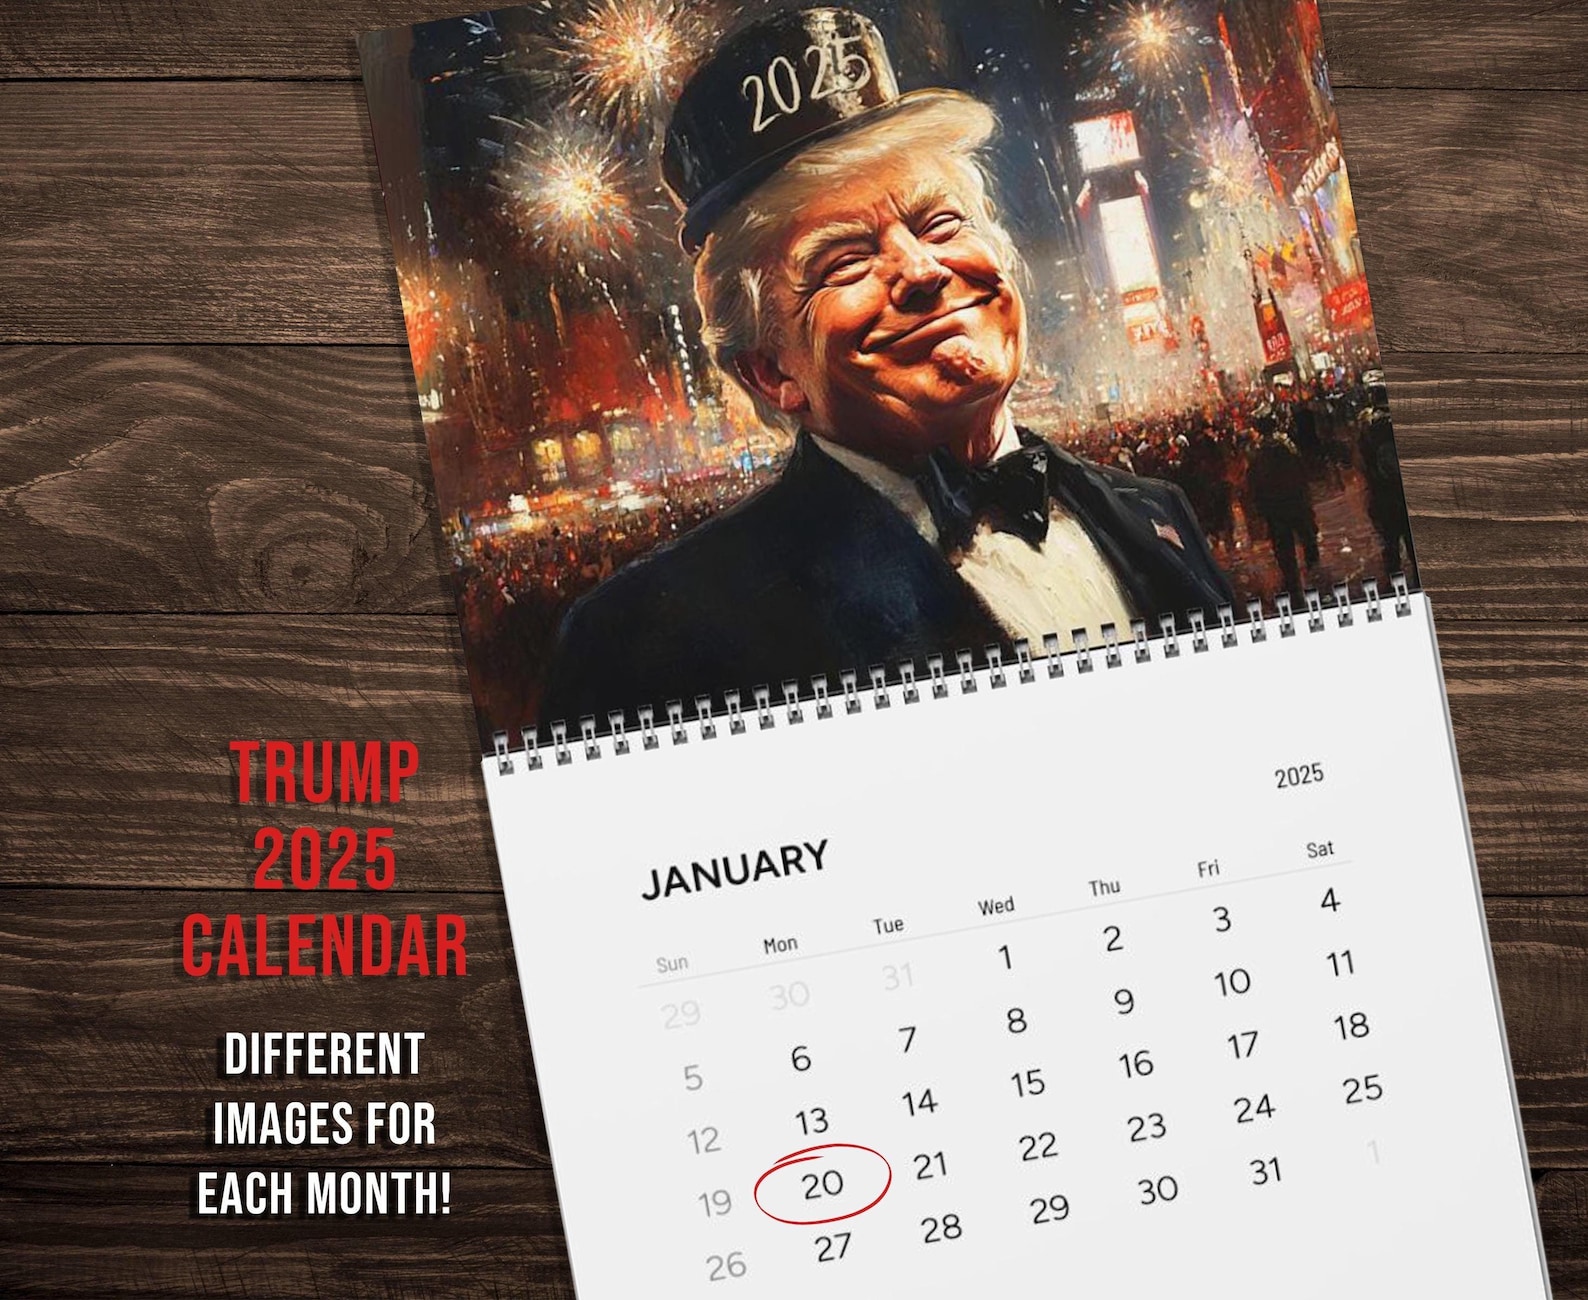 2025
TRUMP
2025
CALENDAR
DIFFERENT
IMAGES FOR
EACH MONTH!
2025
JANUARY
Sun Mon Tue Wed Thu Fri Sat
29 30 31 1 2 3 4
5 6 7 8 9 10 11
12 13 14 15 16 17 18
19 20 21 22 23 24 25
26 27 28 29 30 31 1